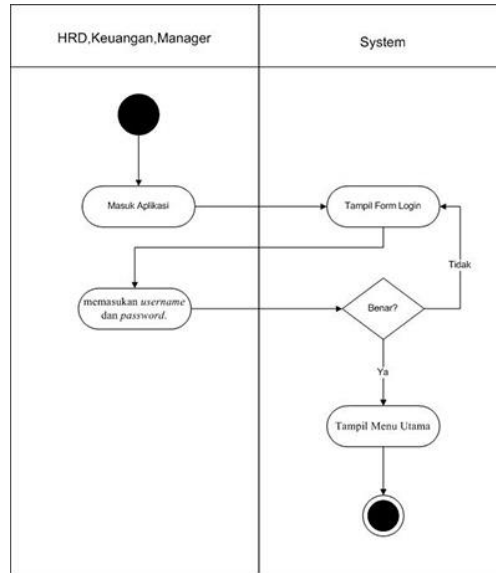 HRD,Keuangan,Manager
System
Masuk Aplikasi
Tampil Form Login
Tidak
memasukan username
dan password.
Benar?
Ya
Tampil Menu Utama